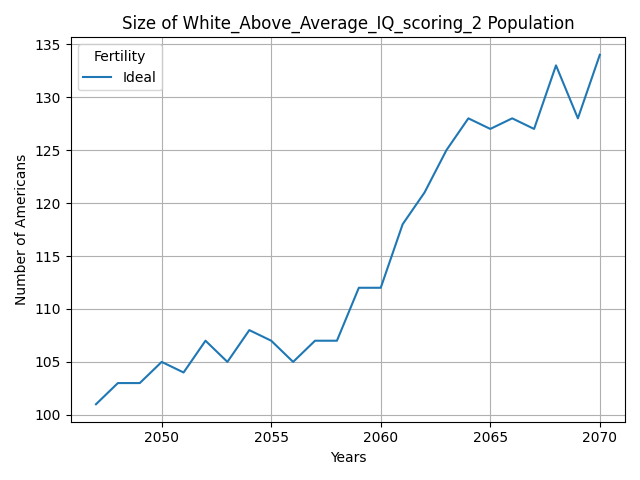 Size of White_Above_Average_IQ_scoring_2 Population
Fertility
Ideal
135
130
125
120
115
110
105
100
Number of Americans
2050 2055 2060 2065 2070
Years